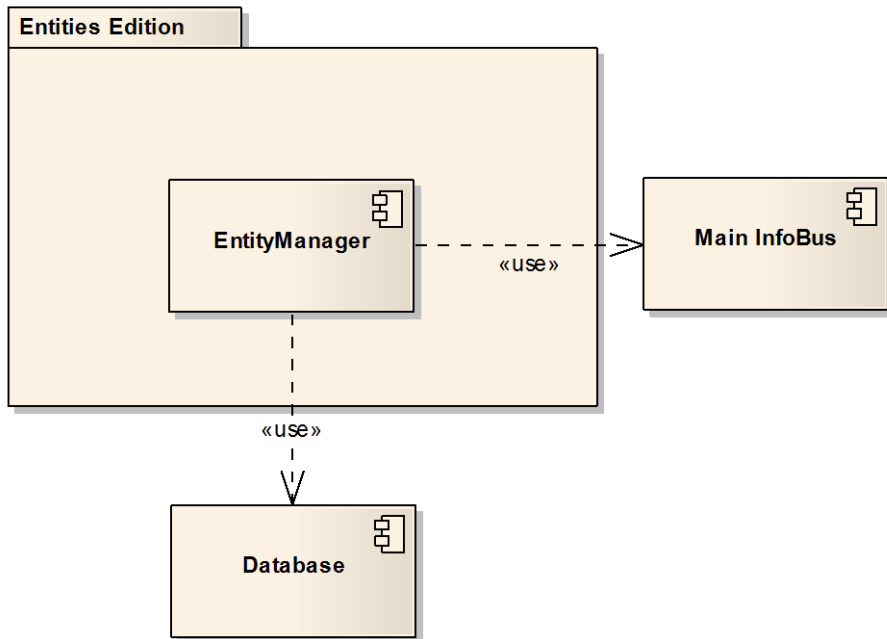 Entities Edition
EntityManager
Main InfoBus
«use»
«use»
Database